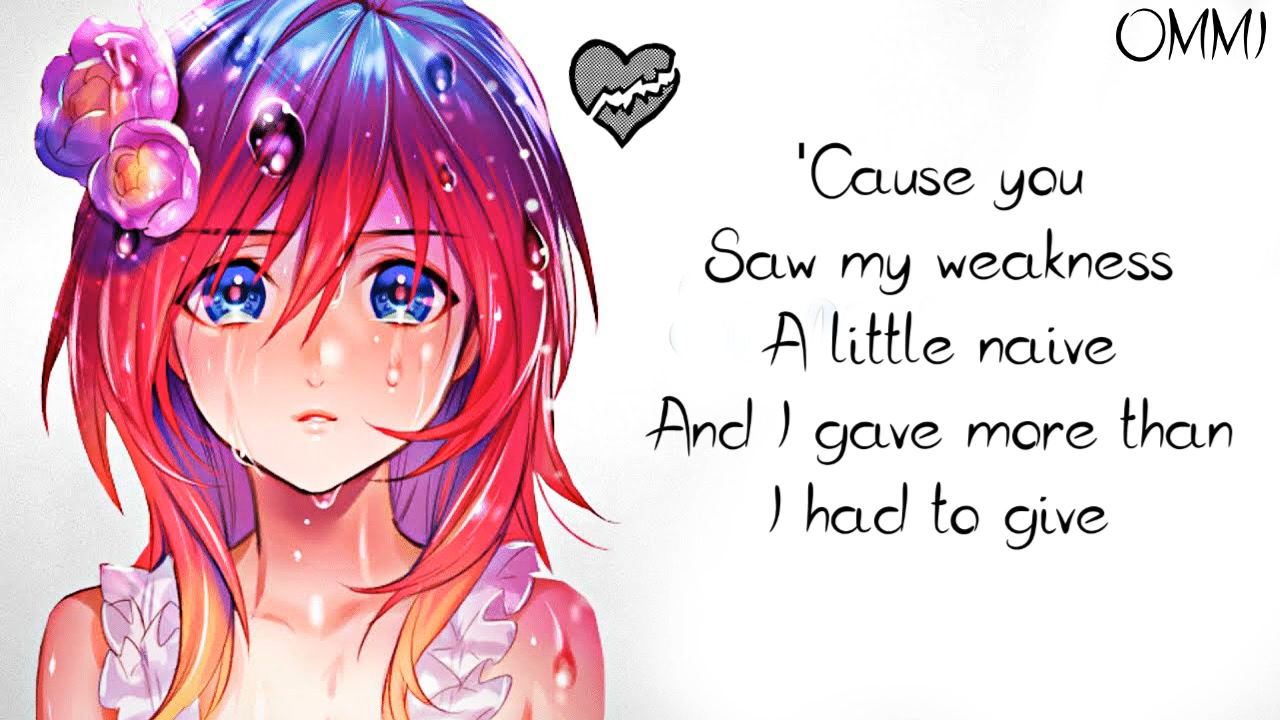 OMMI
'Cause you
Saw my weakness
A little naive
And I gave more than
I had to give